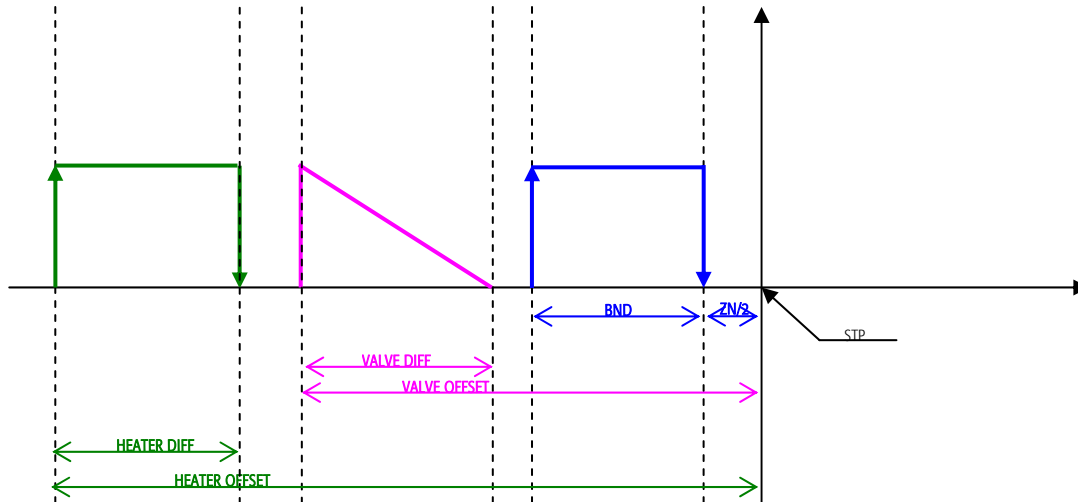 BND
ZN/2
STP
VALVE DIFF
VALVE OFFSET
HEATER DIFF
HEATER OFFSET